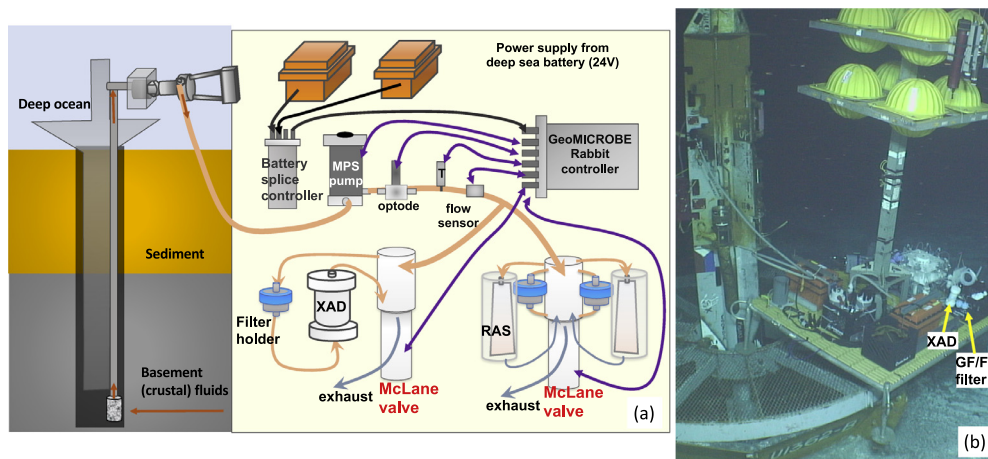 Deep ocean
Sediment
Basement
(crustal) fluids
Power supply from
deep sea battery (24V)
Battery
splice
controller
MPS
pump
optode
T
flow
sensor
GeoMICROBE
Rabbit
controller
Filter
holder
XAD
exhaust
McLane
valve
RAS
exhaust
McLane
valve
(a)
XAD
GF/F
filter
(b)